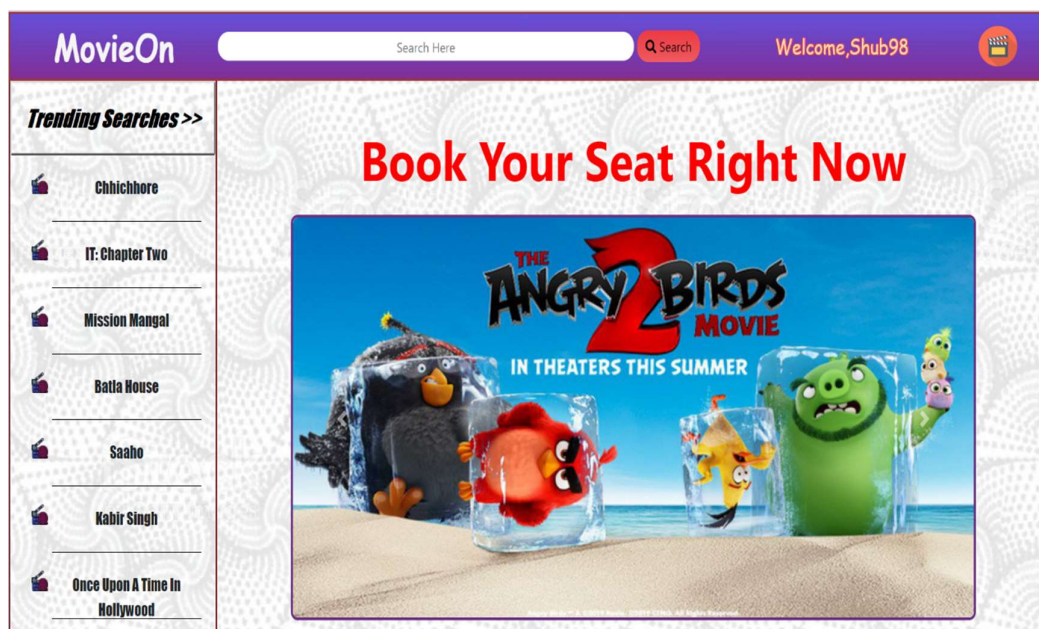 MovieOn
Search Here
Search
Welcome,Shub98
Trending Searches >>
Chhichhore
IT: Chapter Two
Mission Mangal
Batla House
Saaho
Kabir Singh
Once Upon A Time In
Hollywood
Book Your Seat Right Now
THE
ANGRY 2 BIRDS
MOVIE
IN THEATERS THIS SUMMER